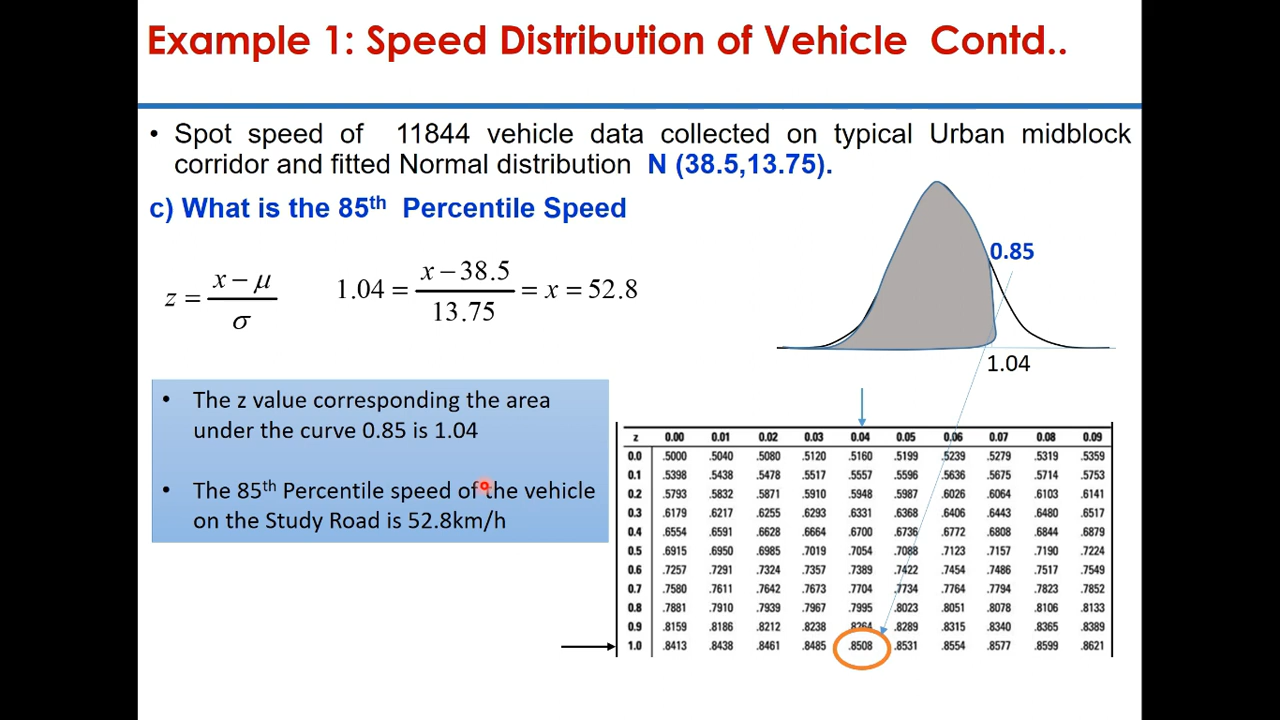 Example 1: Speed Distribution of Vehicle Contd..
• Spot speed of 11844 vehicle data collected on typical Urban midblock
corridor and fitted Normal distribution N (38.5,13.75).
c) What is the 85th Percentile Speed
z = (x − μ) / σ
1.04 = (x − 38.5) / 13.75 = x = 52.8
0.85
1.04
• The z value corresponding the area
under the curve 0.85 is 1.04
• The 85th Percentile speed of the vehicle
on the Study Road is 52.8km/h
z 0.00 0.01 0.02 0.03 0.04 0.05 0.06 0.07 0.08 0.09
0.0 .5000 .5040 .5080 .5120 .5160 .5199 .5239 .5279 .5319 .5359
0.1 .5398 .5438 .5478 .5517 .5557 .5596 .5636 .5675 .5714 .5753
0.2 .5793 .5832 .5871 .5910 .5948 .5987 .6026 .6064 .6103 .6141
0.3 .6179 .6217 .6255 .6293 .6331 .6368 .6406 .6443 .6480 .6517
0.4 .6554 .6591 .6628 .6664 .6700 .6736 .6772 .6808 .6844 .6879
0.5 .6915 .6950 .6985 .7019 .7054 .7088 .7123 .7157 .7190 .7224
0.6 .7257 .7291 .7324 .7357 .7389 .7422 .7454 .7486 .7517 .7549
0.7 .7580 .7611 .7642 .7673 .7704 .7734 .7764 .7794 .7823 .7852
0.8 .7881 .7910 .7939 .7967 .7995 .8023 .8051 .8078 .8106 .8133
0.9 .8159 .8186 .8212 .8238 .8264 .8289 .8315 .8340 .8365 .8389
1.0 .8413 .8438 .8461 .8485 .8508 .8531 .8554 .8577 .8599 .8621